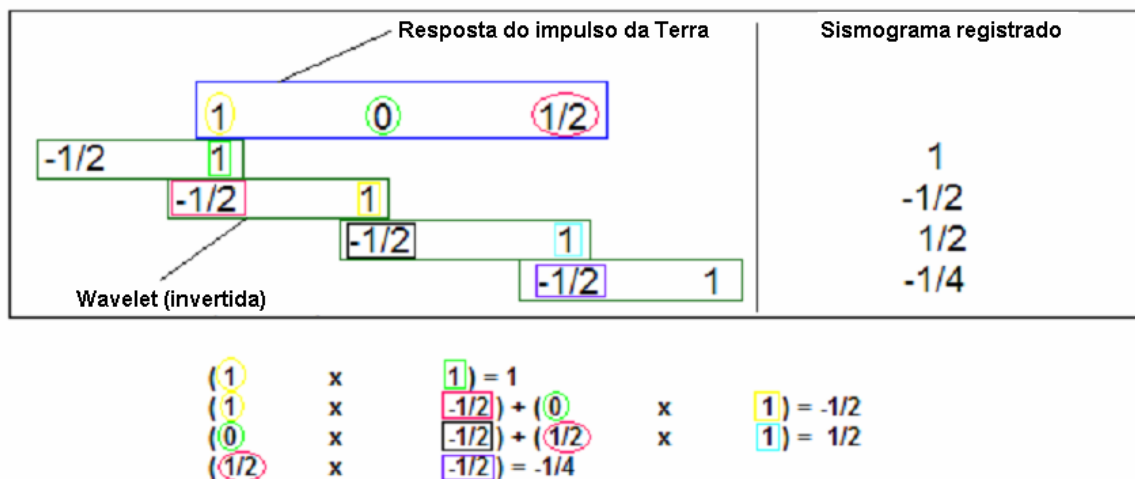 Resposta do impulso da Terra
Sismograma registrado
1 0 1/2
-1/2 1 1
-1/2 1 -1/2
-1/2 1 1/2
-1/2 1 -1/4
Wavelet (invertida)
(1 x 1) = 1
(1 x -1/2) + (0 x 1) = -1/2
(0 x -1/2) + (1/2 x 1) = 1/2
(1/2 x -1/2) = -1/4